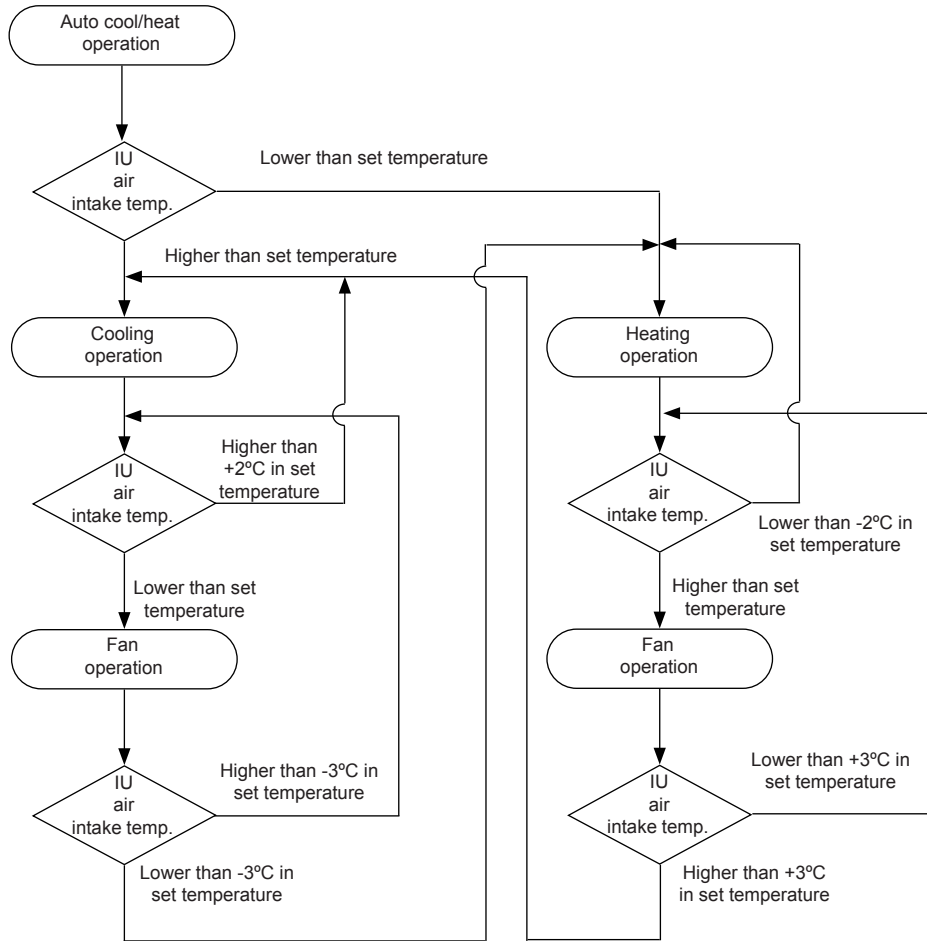 Auto cool/heat
operation
IU
air
intake temp.
Lower than set temperature
Higher than set temperature
Cooling
operation
Heating
operation
IU
air
intake temp.
Higher than
+2ºC in set
temperature
IU
air
intake temp.
Lower than -2ºC in
set temperature
Lower than set
temperature
Higher than set
temperature
Fan
operation
Fan
operation
IU
air
intake temp.
Higher than -3ºC in
set temperature
IU
air
intake temp.
Lower than +3ºC in
set temperature
Lower than -3ºC in
set temperature
Higher than +3ºC
in set temperature